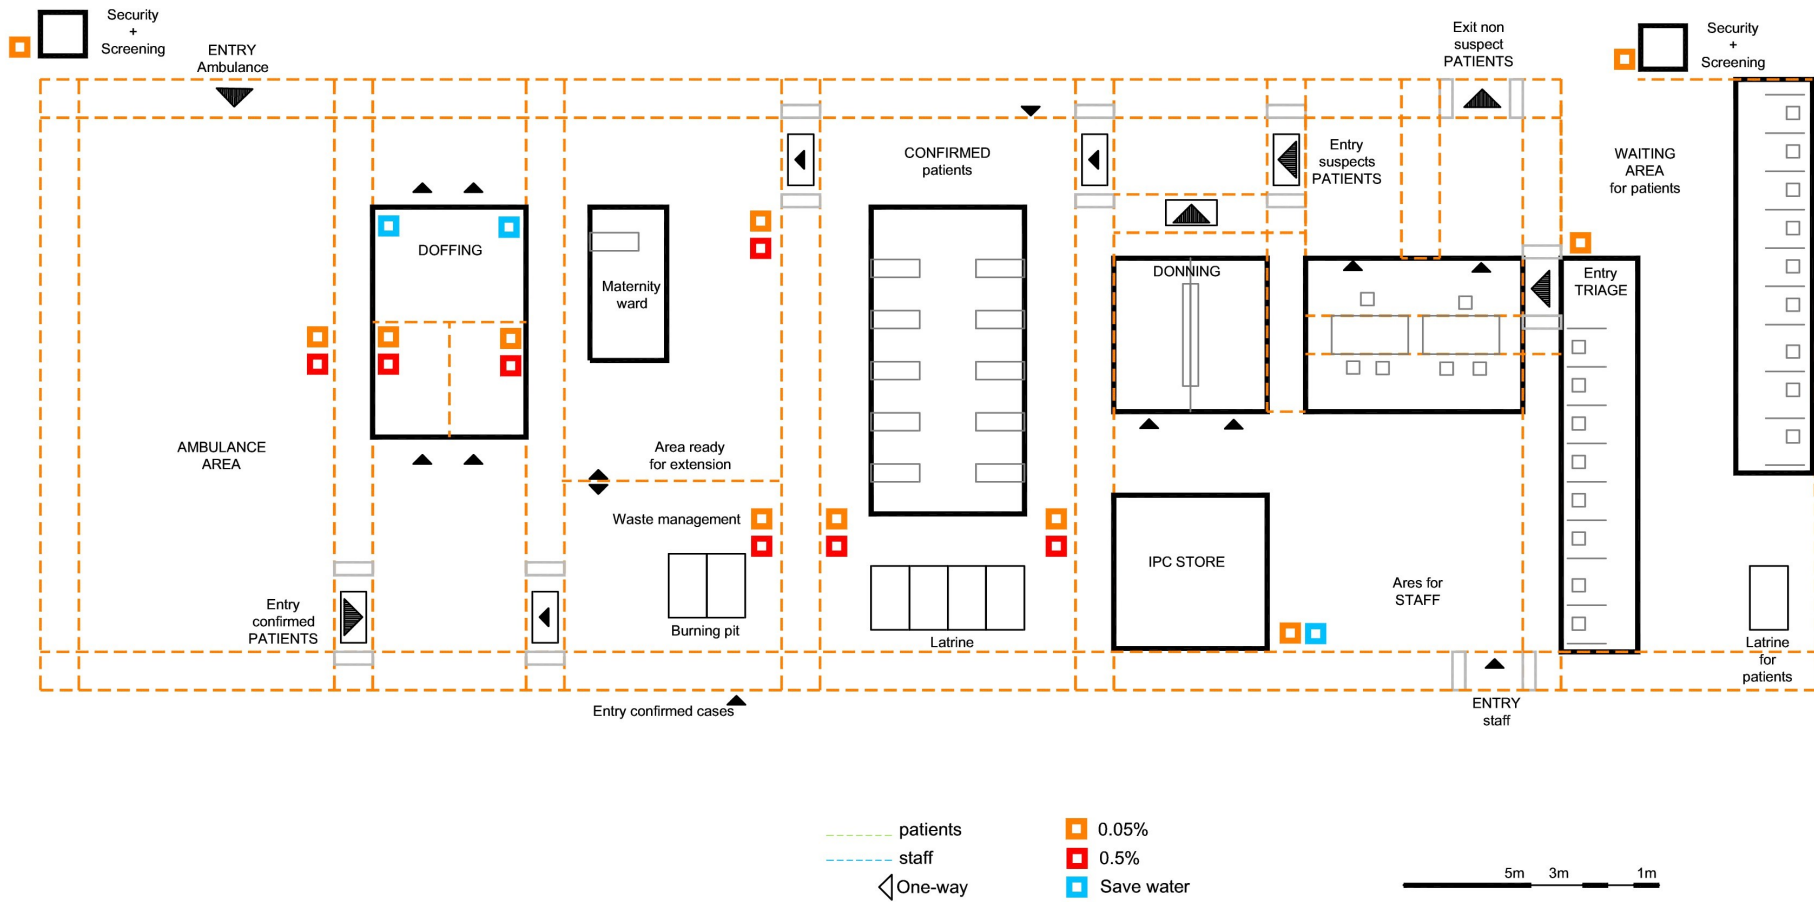 Security
+
Screening
ENTRY
Ambulance
Exit non
suspect
PATIENTS
Security
+
Screening
CONFIRMED
patients
Entry
suspects
PATIENTS
WAITING
AREA
for patients
DOFFING
Maternity
ward
DONNING
Entry
TRIAGE
AMBULANCE
AREA
Area ready
for extension
Waste management
IPC STORE
Ares for
STAFF
Entry
confirmed
PATIENTS
Burning pit
Latrine
Latrine
for
patients
Entry confirmed cases
ENTRY
staff
patients
staff
One-way
0.05%
0.5%
Save water
5m 3m 1m